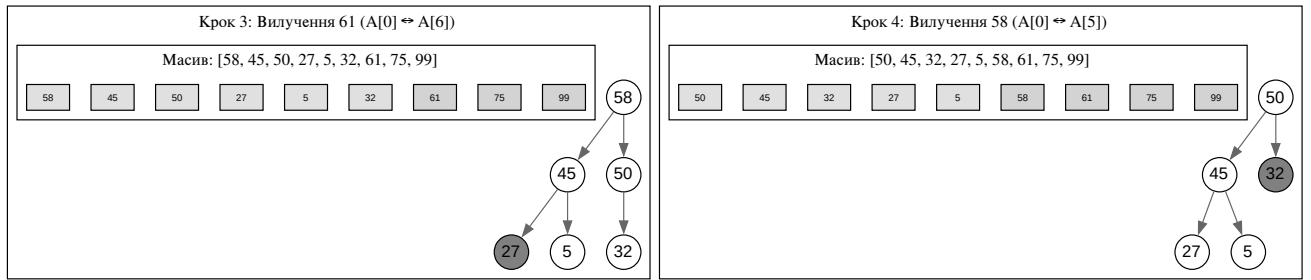 Крок 3: Вилучення 61 (A[0] ⇔ A[6])
Масив: [58, 45, 50, 27, 5, 32, 61, 75, 99]
58 45 50 27 5 32 61 75 99
58
45 50
27 5 32
Крок 4: Вилучення 58 (A[0] ⇔ A[5])
Масив: [50, 45, 32, 27, 5, 58, 61, 75, 99]
50 45 32 27 5 58 61 75 99
50
45 32
27 5